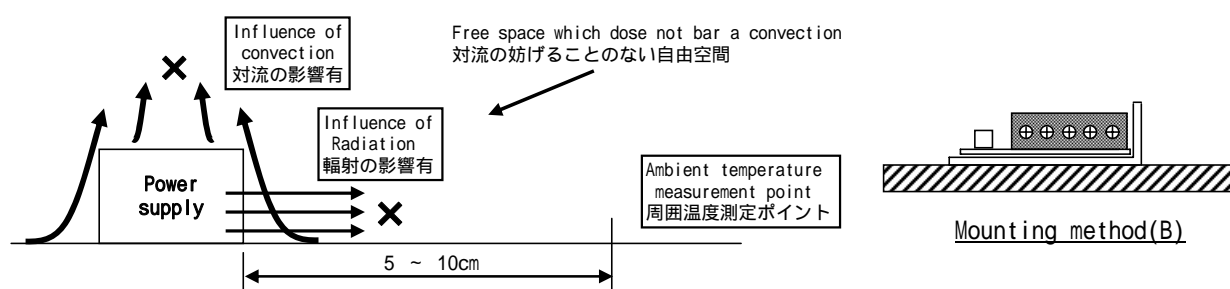 Influence of
convection
対流の影響有
Free space which dose not bar a convection
対流の妨げることのない自由空間
Influence of
Radiation
輻射の影響有
Power
supply
Ambient temperature
measurement point
周囲温度測定ポイント
5 ~ 10cm
Mounting method(B)